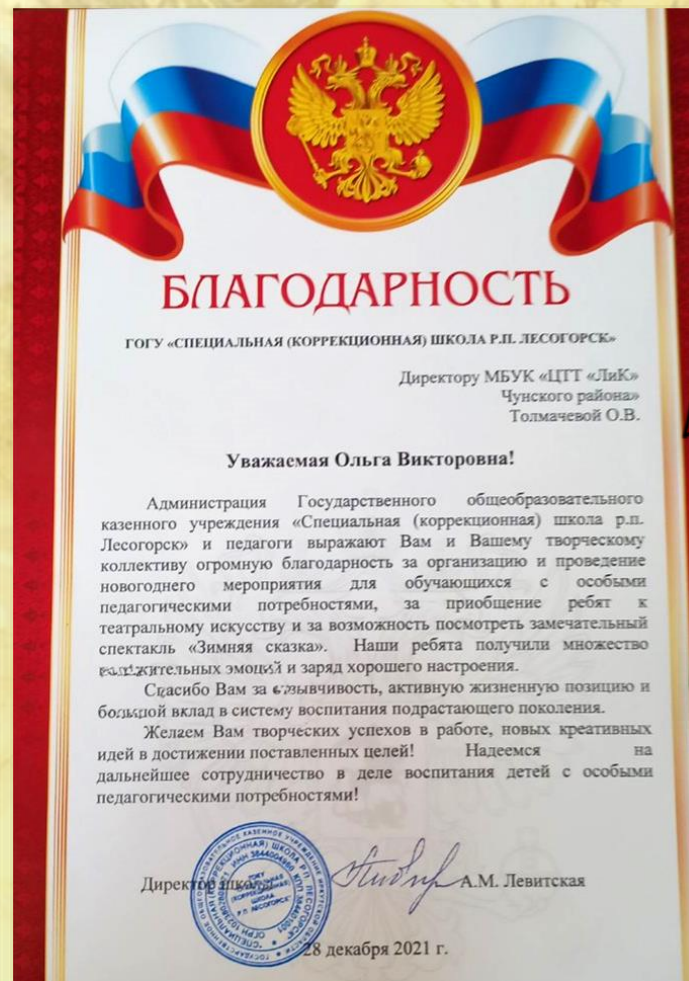 БЛАГОДАРНОСТЬ
ГОГУ «СПЕЦИАЛЬНАЯ (КОРРЕКЦИОННАЯ) ШКОЛА Р.П. ЛЕСОГОРСК»
Директору МБУК «ЦТТ «ЛиК»
Чунского района»
Толмачевой О.В.
Уважаемая Ольга Викторовна!
Администрация Государственного общеобразовательного
казенного учреждения «Специальная (коррекционная) школа р.п.
Лесогорск» и педагоги выражают Вам и Вашему творческому
коллективу огромную благодарность за организацию и проведение
новогоднего мероприятия для обучающихся с особыми
педагогическими потребностями, за приобщение ребят к
театральному искусству и за возможность посмотреть замечательный
спектакль «Зимняя сказка». Наши ребята получили множество
положительных эмоций и заряд хорошего настроения.
Спасибо Вам за отзывчивость, активную жизненную позицию и
большой вклад в систему воспитания подрастающего поколения.
Желаем Вам творческих успехов в работе, новых креативных
идей в достижении поставленных целей! Надеемся на
дальнейшее сотрудничество в деле воспитания детей с особыми
педагогическими потребностями!
Директор школы
А.М. Левитская
28 декабря 2021 г.